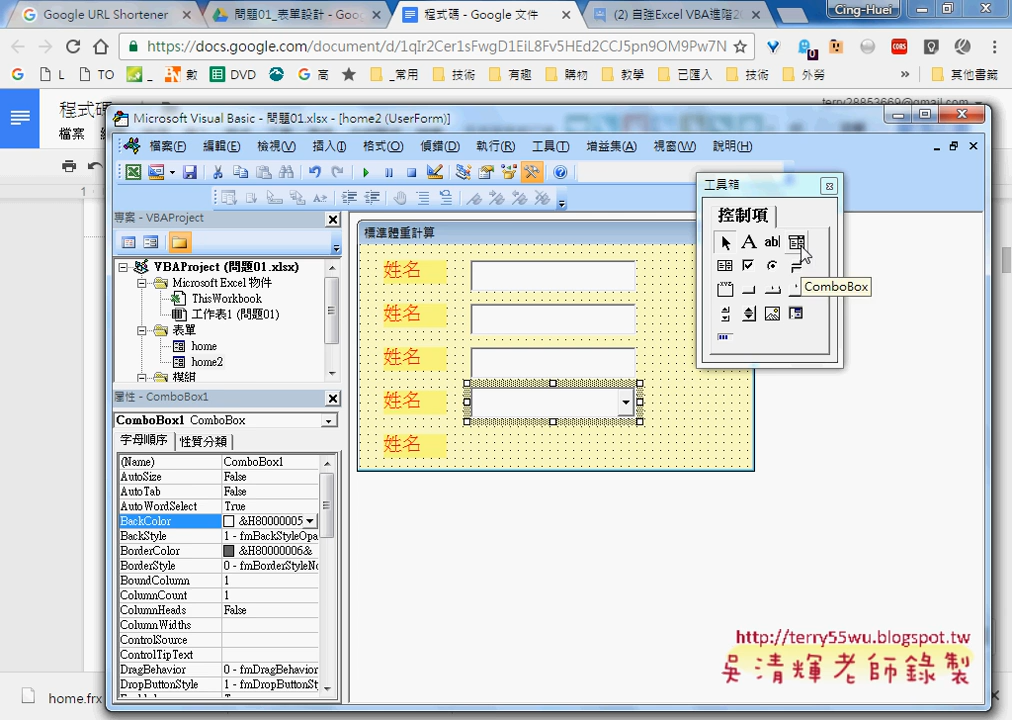 Google URL Shortener
問題01_表單設計 - Goo
程式碼 - Google 文件
(2) 自強Excel VBA進階2
Cing-Huei
https://docs.google.com/document/d/1qIr2Cer1sFwgD1EiL8Fv5HEd2CCJ5pn9OM9Pw7N
L
TO
數
DVD
高
_常用
技術
有趣
購物
教學
已匯入
技術
外勞
其他書籤
程式碼
檔案
Microsoft Visual Basic - 問題01.xlsx - [home2 (UserForm)]
檔案(F) 編輯(E) 檢視(V) 插入(I) 格式(O) 偵錯(D) 執行(R) 工具(T) 增益集(A) 視窗(W) 說明(H)
專案 - VBAProject
VBAProject (問題01.xlsx)
Microsoft Excel 物件
ThisWorkbook
工作表1 (問題01)
表單
home
home2
模組
屬性 - ComboBox1
ComboBox1 ComboBox
字母順序 性質分類
(Name) ComboBox1
AutoSize False
AutoTab False
AutoWordSelect True
BackColor &H80000005
BackStyle 1 - fmBackStyleOpa
BorderColor &H80000006&
BorderStyle 0 - fmBorderStyleNo
BoundColumn 1
ColumnCount 1
ColumnHeads False
ColumnWidths
ControlSource
ControlTipText
DragBehavior 0 - fmDragBehavior
DropButtonStyle 1 - fmDropButtonSt
標準體重計算
姓名
姓名
姓名
姓名
姓名
工具箱
控制項
ComboBox
http://terry55wu.blogspot.tw
吳清輝老師錄製
home.frx